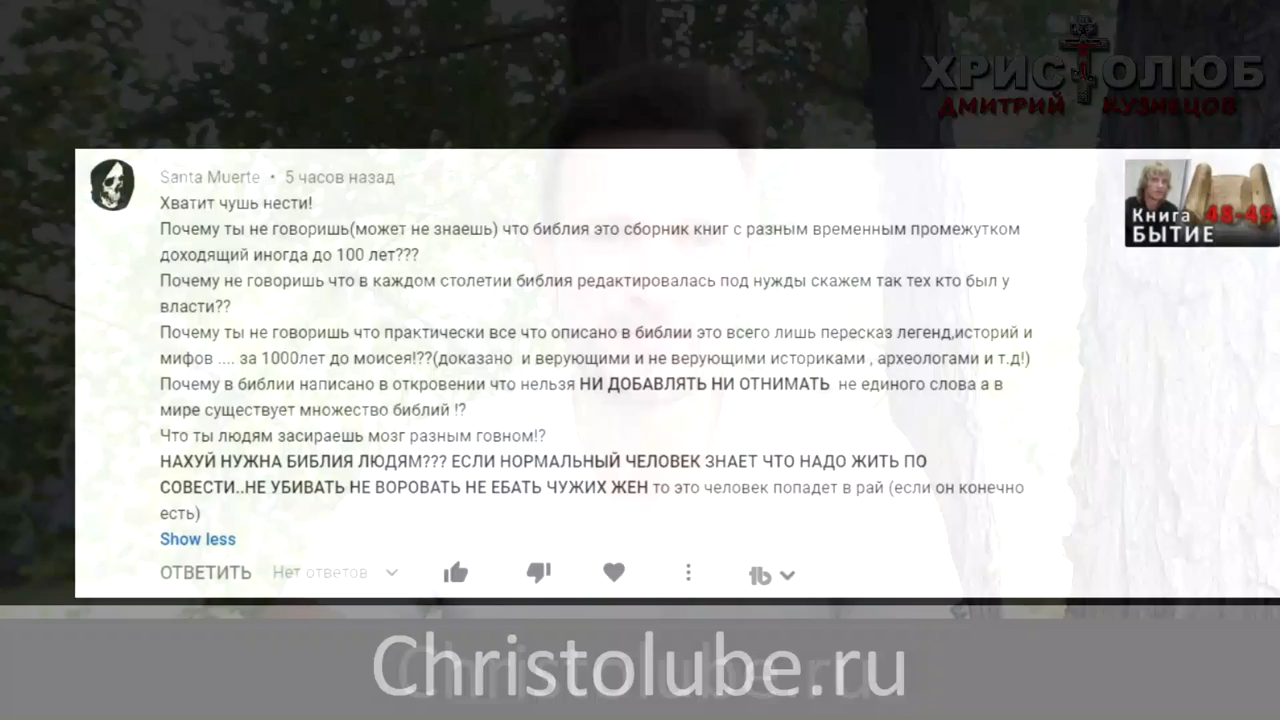 ХРИСТОЛЮБ
ДМИТРИЙ КУЗНЕЦОВ
Santa Muerte • 5 часов назад
Хватит чушь нести!
Почему ты не говоришь(может не знаешь) что библия это сборник книг с разным временным промежутком
доходящий иногда до 100 лет???
Почему не говоришь что в каждом столетии библия редактировалась под нужды скажем так тех кто был у
власти??
Почему ты не говоришь что практически все что описано в библии это всего лишь пересказ легенд,историй и
мифов .... за 1000лет до моисея!??(доказано и верующими и не верующими историками , археологами и т.д!)
Почему в библии написано в откровении что нельзя НИ ДОБАВЛЯТЬ НИ ОТНИМАТЬ не единого слова а в
мире существует множество библий !?
Что ты людям засираешь мозг разным говном!?
НАХУЙ НУЖНА БИБЛИЯ ЛЮДЯМ??? ЕСЛИ НОРМАЛЬНЫЙ ЧЕЛОВЕК ЗНАЕТ ЧТО НАДО ЖИТЬ ПО
СОВЕСТИ..НЕ УБИВАТЬ НЕ ВОРОВАТЬ НЕ ЕБАТЬ ЧУЖИХ ЖЕН то это человек попадет в рай (если он конечно
есть)
Show less
ОТВЕТИТЬ Нет ответов
Книга 48-49
БЫТИЕ
Christolube.ru